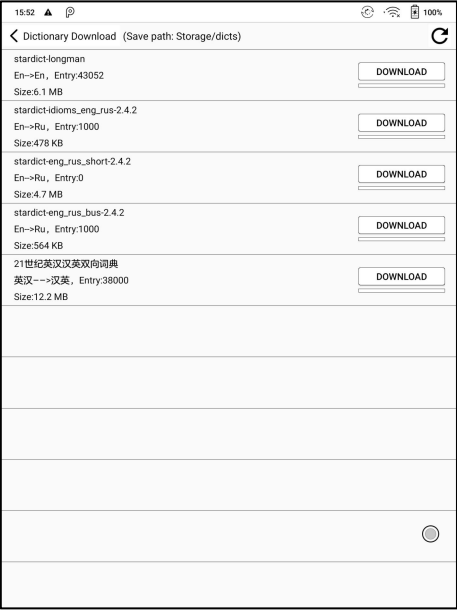 15:52 100%
Dictionary Download (Save path: Storage/dicts)
stardict-longman
En-->En, Entry:43052
Size:6.1 MB
DOWNLOAD
stardict-idioms_eng_rus-2.4.2
En-->Ru, Entry:1000
Size:478 KB
DOWNLOAD
stardict-eng_rus_short-2.4.2
En-->Ru, Entry:0
Size:4.7 MB
DOWNLOAD
stardict-eng_rus_bus-2.4.2
En-->Ru, Entry:1000
Size:564 KB
DOWNLOAD
21世纪英汉汉英双向词典
英汉-->汉英, Entry:38000
Size:12.2 MB
DOWNLOAD